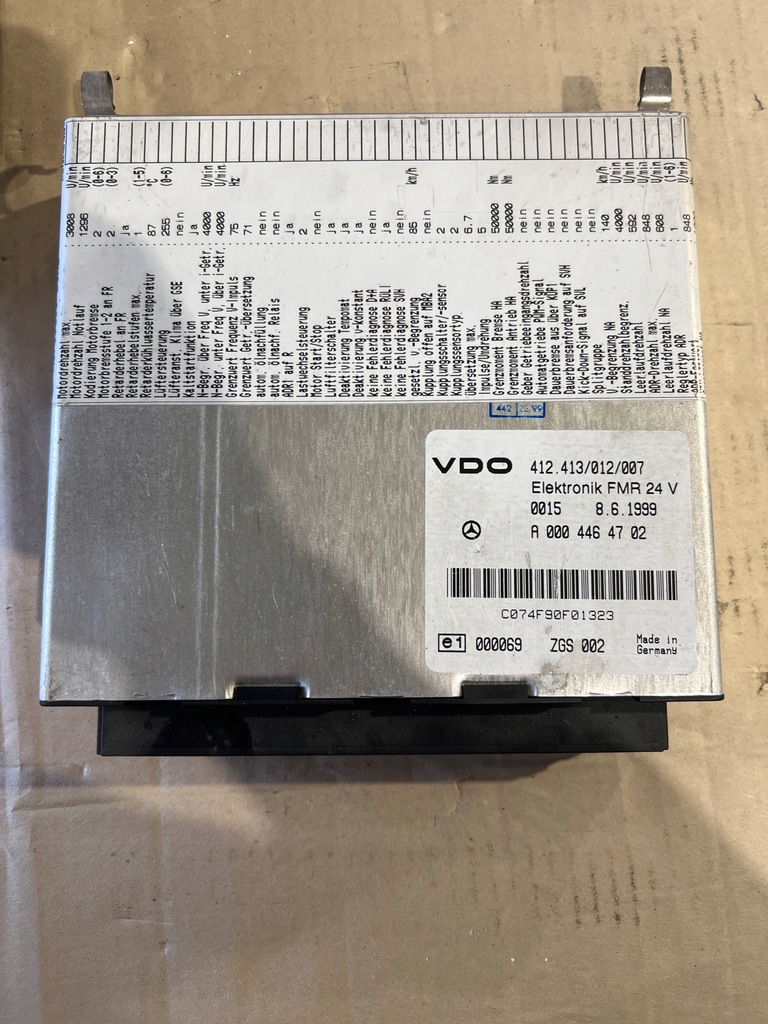 Motordrehzahl max. 3008 U/min
Motordrehzahl Notlauf 1296 U/min
Kodierung Motorbremse 2 (0-6)
Motorbremsstufe 1-2 an FR 2 (0-3)
Retarderhebel an FR ja
Retarderhebelstufen max. 1 (1-5)
Retarderkühlwassertemperatur 87 °C
Lüftersteuerung 255 (0-6)
Lüfteranst. Klima über GSE nein
Kaltstartfunktion ja
N-Begr. über Freq V, unter i-Getr. 4000 U/min
N-Begr. unter Freq V, über i-Getr. 4000 U/min
Grenzwert Frequenz V-Impuls 75 Hz
Grenzwert Getr.-Übersetzung 71
autom. Ölnachfüllung nein
autom. Ölnachf. Relais nein
ADR1 auf R ja
Lastwechselsteuerung 2
Motor Start/Stop nein
Luftfilterschalter ja
Deaktivierung Tempomat ja
Deaktivierung v-konstant ja
keine Fehlerdiagnose nein
keine Fehlerdiagnose RUL1 ja
keine Fehlerdiagnose SUH nein
gesetzl. v.-Begrenzung 85 km/h
Kupplung offen auf nein
Kupplungsschalter/-sensor 2
Kupplungssensortyp. 2
Übersetzung max. 6.7
Impulse/Umdrehung 5
Grenzmoment Bremse HA 50000 Nm
Grenzmoment Antrieb HA 50000 Nm
Geber Getriebeeingangsdrehzahl nein
Automatgetriebe PWM-Signal nein
Dauerbremse aus über nein
Dauerbremsanforderung auf SUH nein
Kick-Down-Signal auf SUL nein
Splitgruppe nein
V.-Begrenzung NA 140 km/h
Standdrehzahlbegrenz. 4000 U/min
Leerlaufdrehzahl 592 U/min
ADR-Drehzahl max. 848 U/min
Leerlaufdrehzahl NA 608 U/min
Reglertyp ADR 1 (1-6)
848 U/min
442
VDO 412.413/012/007
Elektronik FMR 24 V
0015 8.6.1999
A 000 446 47 02
C074F90F01323
e1 000069 ZGS 002 Made in
Germany